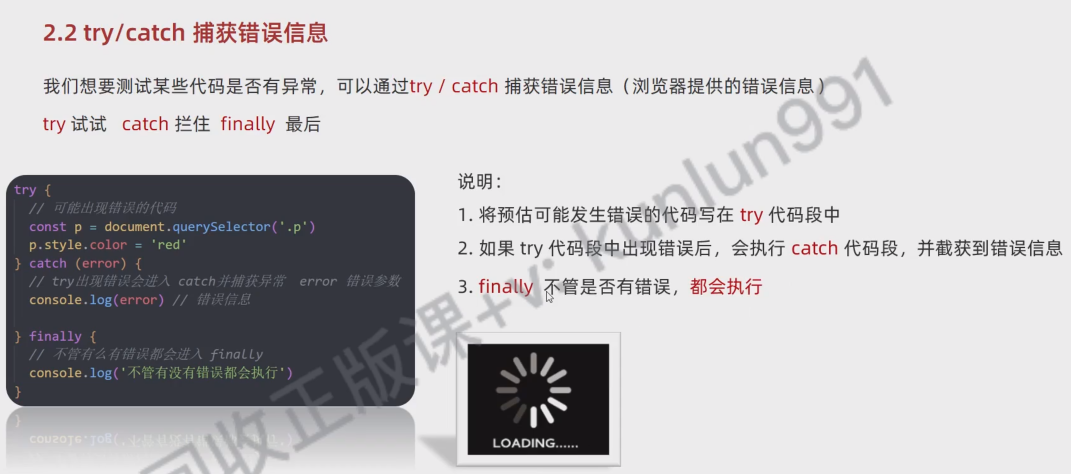 2.2 try/catch 捕获错误信息
我们想要测试某些代码是否有异常，可以通过try / catch 捕获错误信息（浏览器提供的错误信息）
try 试试 catch 拦住 finally 最后
try {
// 可能出现错误的代码
const p = document.querySelector('.p')
p.style.color = 'red'
} catch (error) {
// try出现错误会进入 catch并捕获异常 error 错误参数
console.log(error) // 错误信息
} finally {
// 不管有么有错误都会进入 finally
console.log('不管有没有错误都会执行')
}
说明：
1. 将预估可能发生错误的代码写在 try 代码段中
2. 如果 try 代码段中出现错误后，会执行 catch 代码段，并截获到错误信息
3. finally 不管是否有错误，都会执行
LOADING......
回收正版课+v: kunlun991